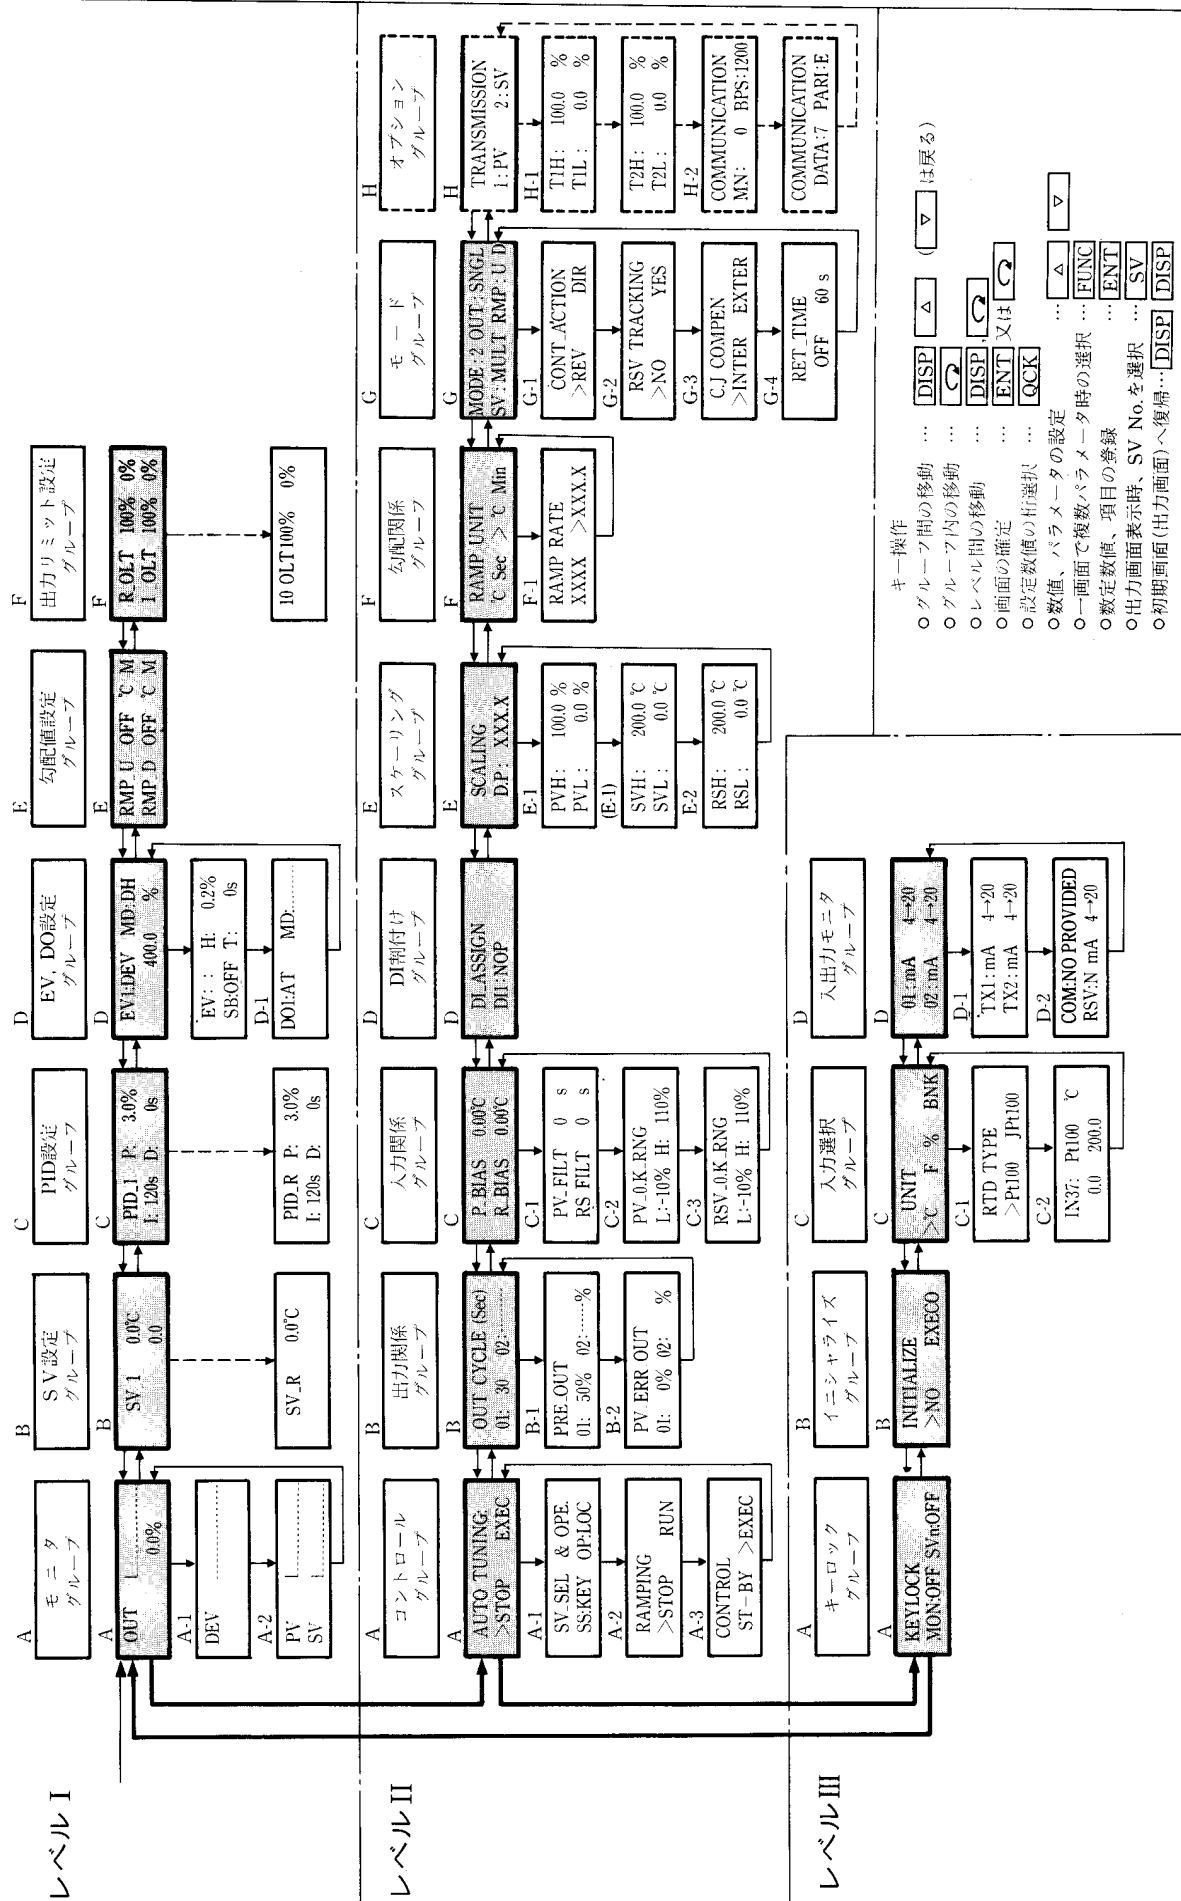 レベル I
A
モニタ
グループ
A
OUT
0.0%
A-1
DEV
A-2
PV
SV
B
SV設定
グループ
B
SV 1 0.0℃
0.0
SV_R 0.0℃
C
PID設定
グループ
C
PID_1 P: 3.0%
I: 120s D: 0s
PID_R P: 3.0%
I: 120s D: 0s
D
EV, DO設定
グループ
D
EV1:DEV MD:DH
400.0 %
EV: : H: 0.2%
SB:OFF T: 0s
D-1
DO1:AT MD:........
E
勾配値設定
グループ
E
RMP_U OFF ℃ M
RMP_D OFF ℃ M
F
出力リミット設定
グループ
F
R_OLT 100% 0%
1_OLT 100% 0%
10 OLT 100% 0%
レベル II
A
コントロール
グループ
A
AUTO TUNING:
>STOP EXEC
A-1
SV-SEL & OPE.
SS:KEY OP:LOC
A-2
RAMPING
>STOP RUN
A-3
CONTROL
ST-BY >EXEC
B
出力関係
グループ
B
OUT CYCLE (Sec)
01: 30 02:------
B-1
PRE.OUT
01: 50% 02:-----%
B-2
PV_ERR OUT
01: 0% 02: %
C
入力関係
グループ
C
P_BIAS 0.00℃
R_BIAS 0.00℃
C-1
PV_FILT 0 s
RS FILT 0 s
C-2
PV_0.K_RNG
L:-10% H: 110%
C-3
RSV_0.K_RNG
L:-10% H: 110%
D
DI割付け
グループ
D
DI_ASSIGN
DI1:NOP
E
スケーリング
グループ
E
SCALING
D.P: XXX.X
E-1
PVH: 100.0 %
PVL: 0.0 %
(E-1)
SVH: 200.0 ℃
SVL: 0.0 ℃
E-2
RSH: 200.0 ℃
RSL: 0.0 ℃
F
勾配関係
グループ
F
RAMP UNIT
℃ Sec > ℃ Min
F-1
RAMP RATE
XXXX >XXX.X
G
モード
グループ
G
MODE:2 OUT:SNGL
SV:MULT RMP:U D
G-1
CONT_ACTION
>REV DIR
G-2
RSV TRACKING
>NO YES
G-3
C.J COMPEN
>INTER EXTER
G-4
RET_TIME
OFF 60 s
H
オプション
グループ
H
TRANSMISSION
1:PV 2:SV
H-1
T1H: 100.0 %
T1L: 0.0 %
T2H: 100.0 %
T2L: 0.0 %
H-2
COMMUNICATION
MN: 0 BPS:1200
COMMUNICATION
DATA:7 PARI:E
レベル III
A
キーロック
グループ
A
KEYLOCK
MON:OFF SVn:OFF
B
イニシャライズ
グループ
B
INITIALIZE
>NO EXECO
C
入力選択
グループ
C
UNIT
>C F % BNK
C-1
RTD TYPE
>Pt100 JPt100
C-2
IN37: Pt100 ℃
0.0 200.0
D
入出力モニタ
グループ
D
01:mA 4→20
02:mA 4→20
D-1
TX1:mA 4→20
TX2:mA 4→20
D-2
COM:NO PROVIDED
RSV:N mA 4→20
キー操作
○グループ間の移動 … DISP △ (▽は戻る)
○グループ内の移動 …
○レベル間の移動 … DISP,
○画面の確定 … ENT 又は
○設定数値の桁選択 … QCK
○数値、パラメータの設定 … △ ▽
○一画面で複数パラメータ時の選択 … FUNC
○数定数値、項目の登録 … ENT
○出力画面表示時、SV No.を選択 … SV
○初期画面(出力画面)へ復帰… DISP DISP